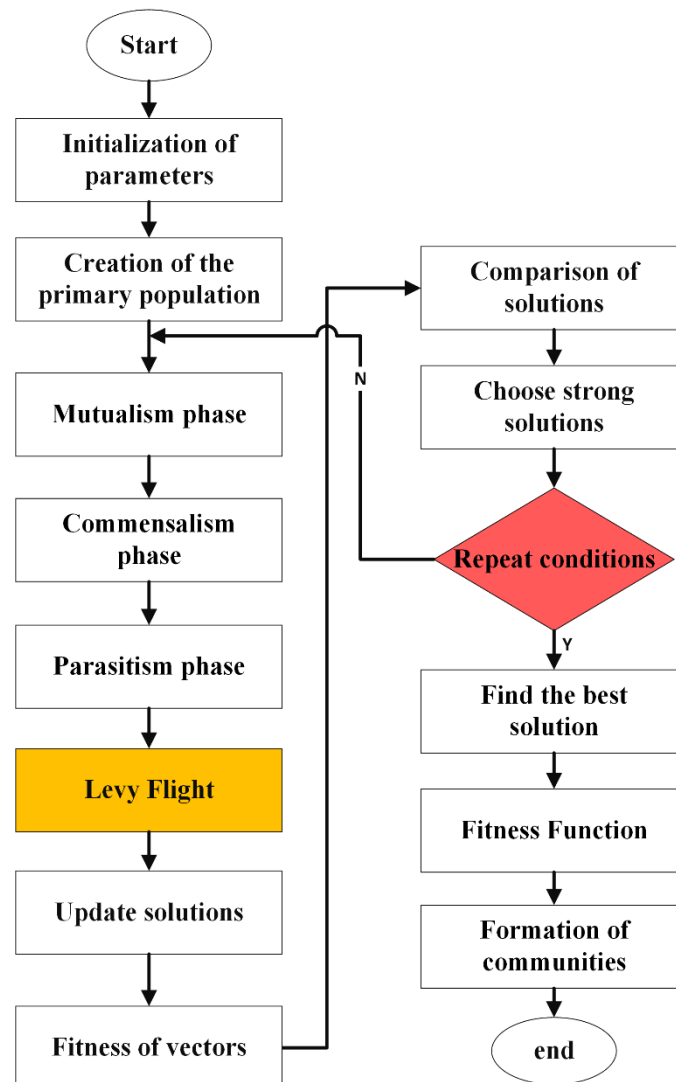 Start
Initialization of
parameters
Creation of the
primary population
Mutualism phase
Commensalism
phase
Parasitism phase
Levy Flight
Update solutions
Fitness of vectors
Comparison of
solutions
Choose strong
solutions
Repeat conditions
N
Y
Find the best
solution
Fitness Function
Formation of
communities
end